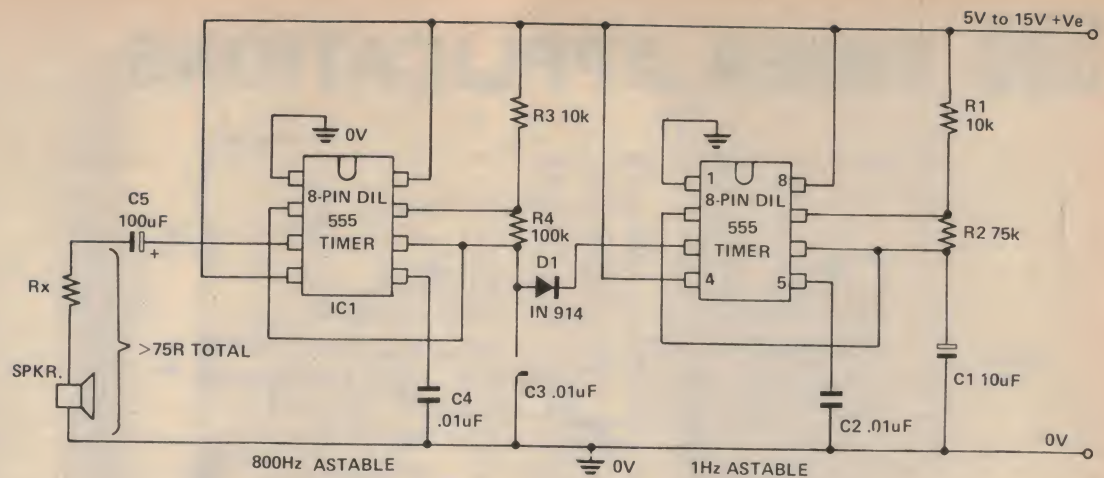 5V to 15V +Ve
R3 10k
R1
10k
0V
C5
100uF
+
8-PIN DIL
555
TIMER
IC1
R4
100k
D1
IN 914
1
8
8-PIN DIL
555
TIMER
4
5
R2 75k
Rx
>75R TOTAL
SPKR.
C4
.01uF
C3 .01uF
C1 10uF
C2 .01uF
800Hz ASTABLE
0V
1Hz ASTABLE
0V